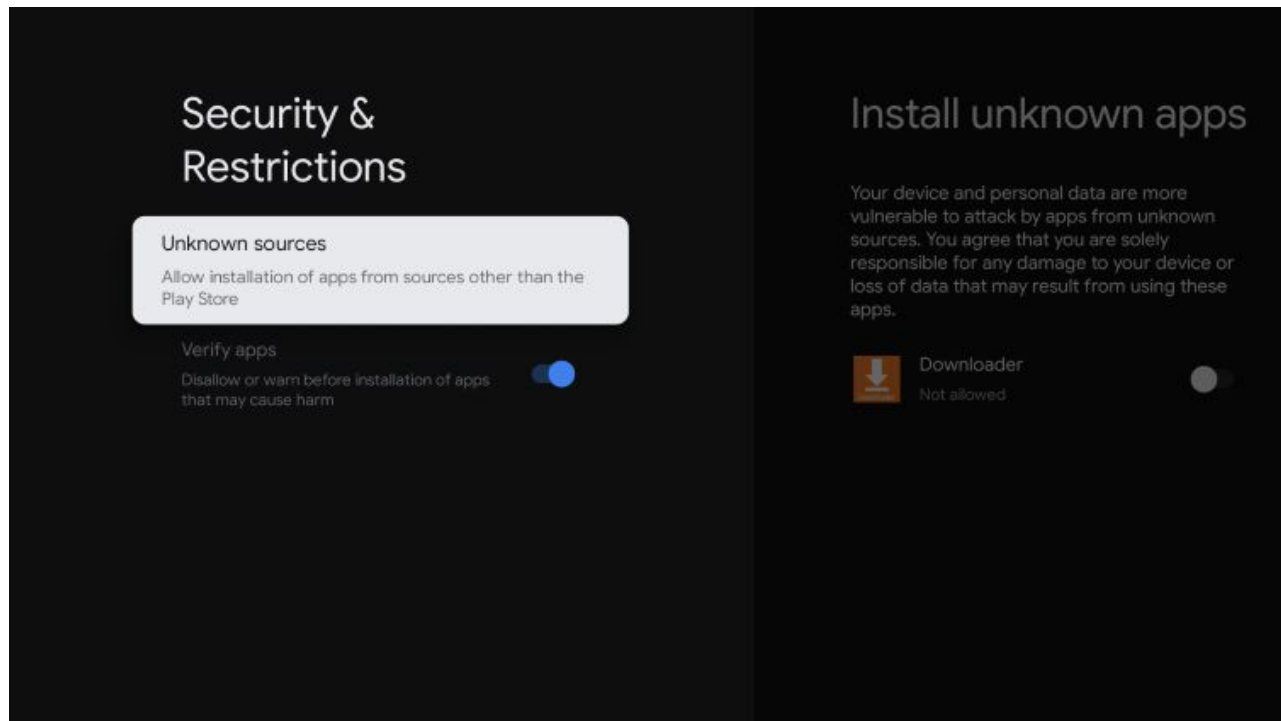 Security &
Restrictions
Unknown sources
Allow installation of apps from sources other than the
Play Store
Verify apps
Disallow or warn before installation of apps
that may cause harm
Install unknown apps
Your device and personal data are more
vulnerable to attack by apps from unknown
sources. You agree that you are solely
responsible for any damage to your device or
loss of data that may result from using these
apps.
Downloader
Not allowed